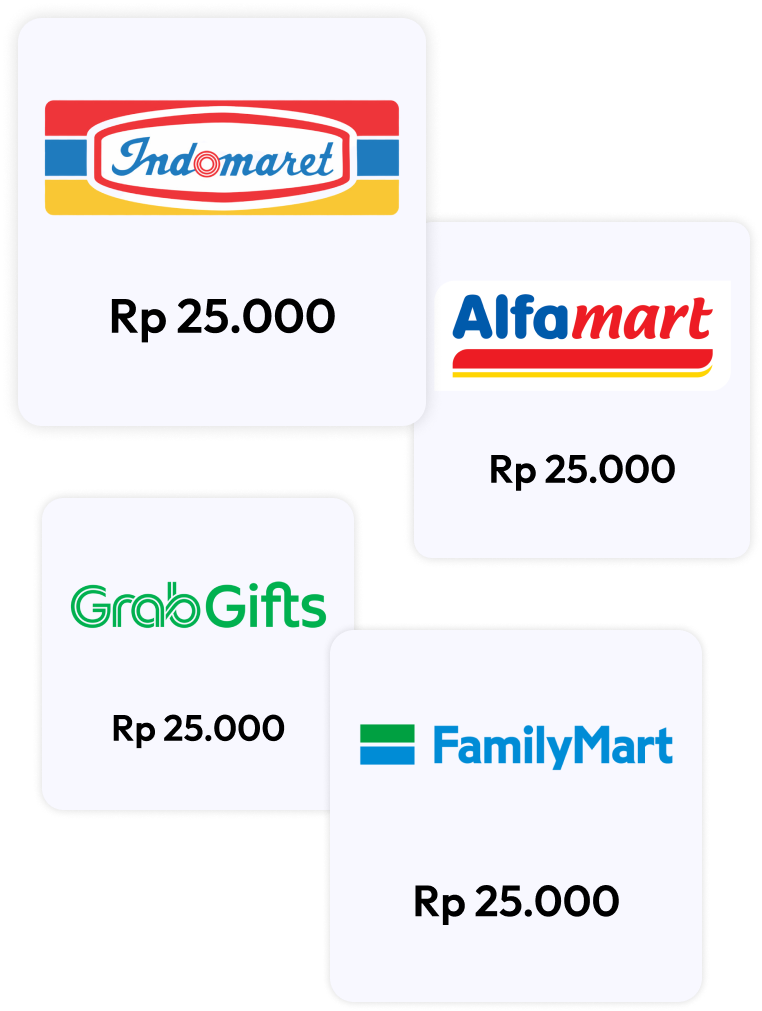 Indomaret
Rp 25.000
Alfamart
Rp 25.000
GrabGifts
Rp 25.000
FamilyMart
Rp 25.000